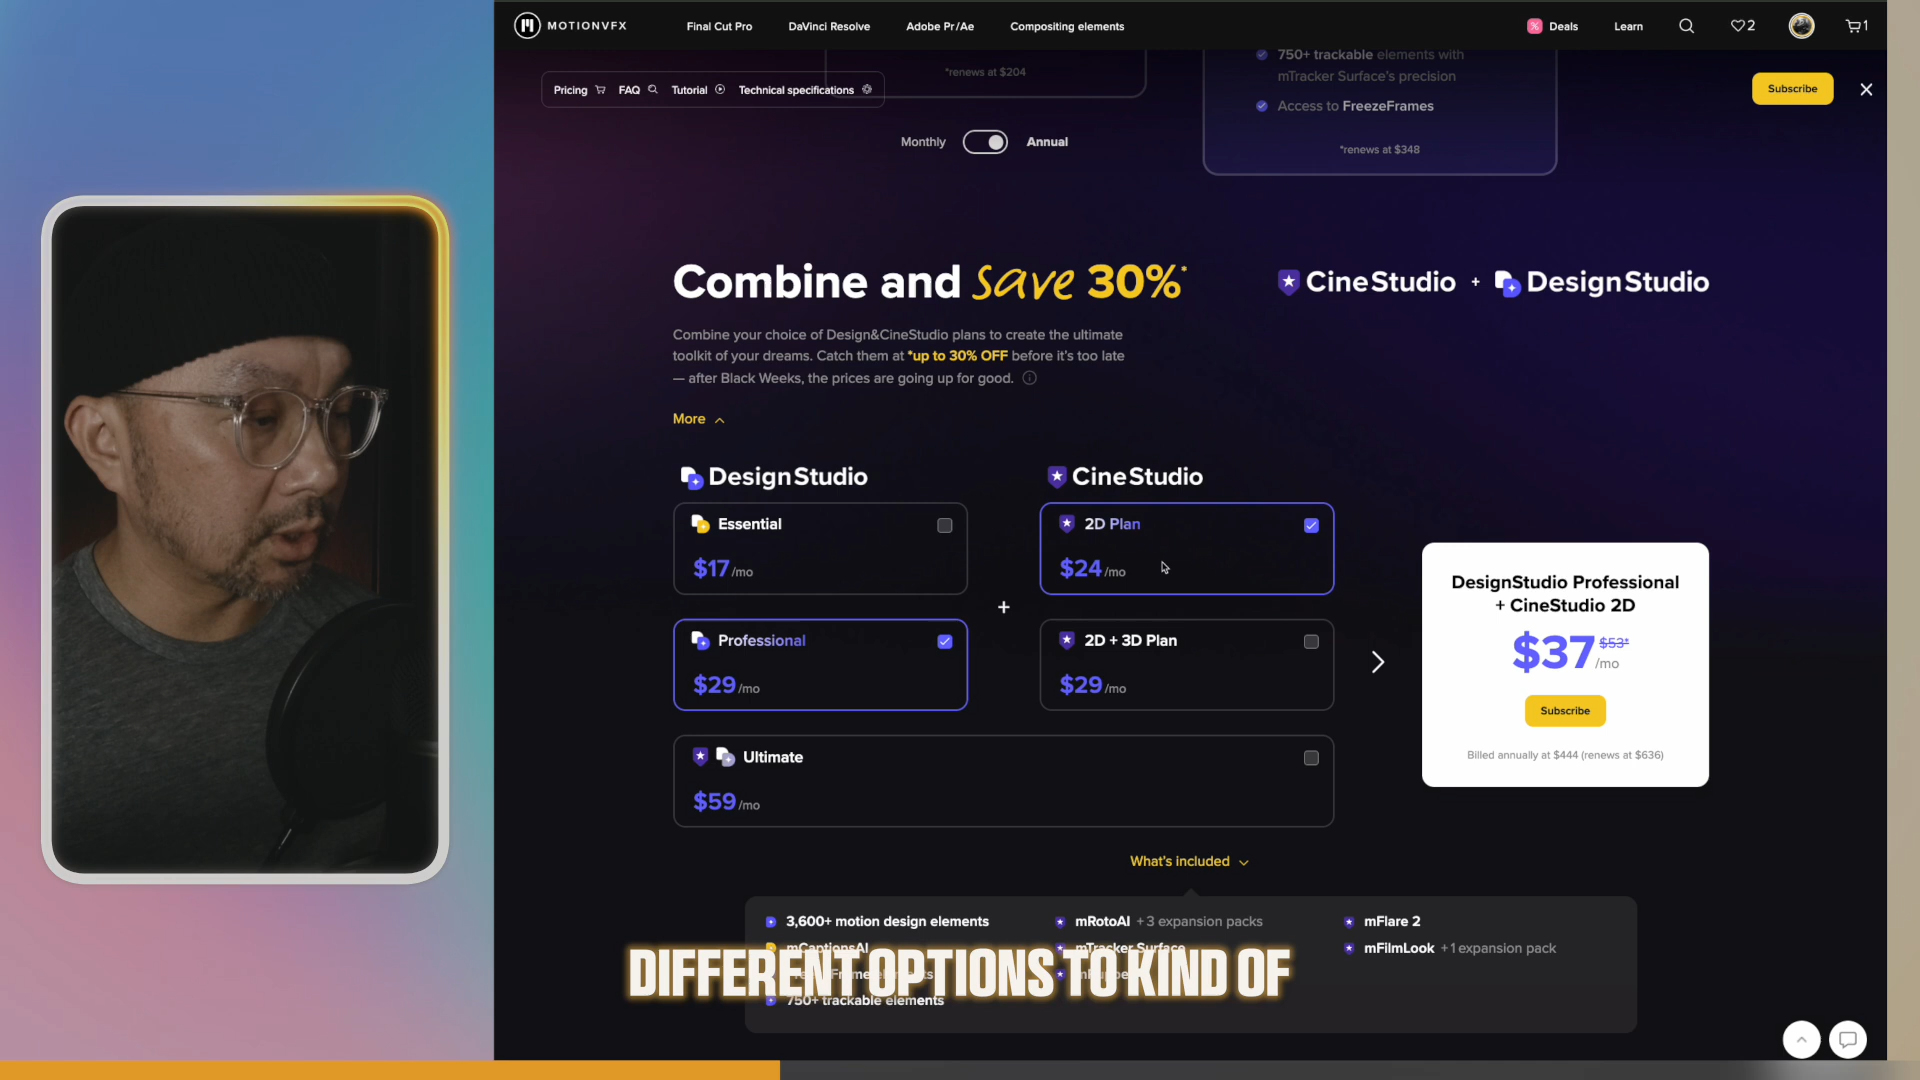 MOTIONVFX
Final Cut Pro
DaVinci Resolve
Adobe Pr/Ae
Compositing elements
Deals
Learn
2
1
*renews at $204
750+ trackable elements with
mTracker Surface's precision
Access to FreezeFrames
*renews at $348
Pricing
FAQ
Tutorial
Technical specifications
Subscribe
Monthly
Annual
Combine and save 30%*
CineStudio + DesignStudio
Combine your choice of Design&CineStudio plans to create the ultimate
toolkit of your dreams. Catch them at *up to 30% OFF before it's too late
— after Black Weeks, the prices are going up for good.
More
DesignStudio
CineStudio
Essential
$17/mo
2D Plan
$24/mo
+
Professional
$29/mo
2D + 3D Plan
$29/mo
Ultimate
$59/mo
DesignStudio Professional
+ CineStudio 2D
$37 $53*
/mo
Subscribe
Billed annually at $444 (renews at $636)
What's included
3,600+ motion design elements
mCaptionsAI
750+ trackable elements
mRotoAI +3 expansion packs
mTracker Surface
mFlare 2
mFilmLook +1 expansion pack
DIFFERENT OPTIONS TO KIND OF